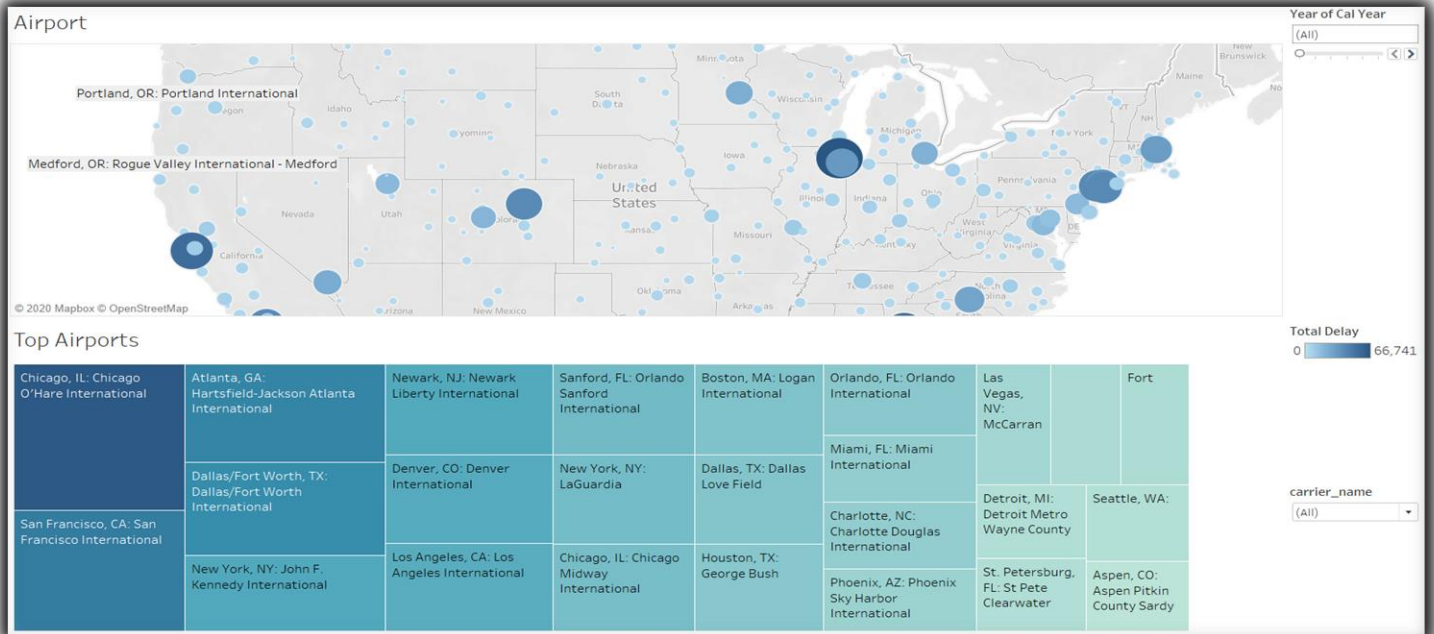 Airport
Year of Cal Year
(All)
New
Brunswick
Maine
Portland, OR: Portland International
Idaho
South
Wisconsin
NH
Michigan
Medford, OR: Rogue Valley International - Medford
Iowa
Nebraska
United
States
Nevada
Utah
Indiana
Missouri
West
Virginia
Virginia
DE
California
New Mexico
© 2020 Mapbox © OpenStreetMap
Top Airports
Total Delay
0
66,741
Chicago, IL: Chicago
O'Hare International
San Francisco, CA: San
Francisco International
Atlanta, GA:
Hartsfield-Jackson Atlanta
International
Dallas/Fort Worth, TX:
Dallas/Fort Worth
International
New York, NY: John F.
Kennedy International
Newark, NJ: Newark
Liberty International
Denver, CO: Denver
International
Los Angeles, CA: Los
Angeles International
Sanford, FL: Orlando
Sanford
International
New York, NY:
LaGuardia
Chicago, IL: Chicago
Midway
International
Boston, MA: Logan
International
Dallas, TX: Dallas
Love Field
Houston, TX:
George Bush
Orlando, FL: Orlando
International
Miami, FL: Miami
International
Charlotte, NC:
Charlotte Douglas
International
Phoenix, AZ: Phoenix
Sky Harbor
International
Las
Vegas,
NV:
McCarran
Fort
Detroit, MI:
Detroit Metro
Wayne County
Seattle, WA:
St. Petersburg,
FL: St Pete
Clearwater
Aspen, CO:
Aspen Pitkin
County Sardy
carrier_name
(All)